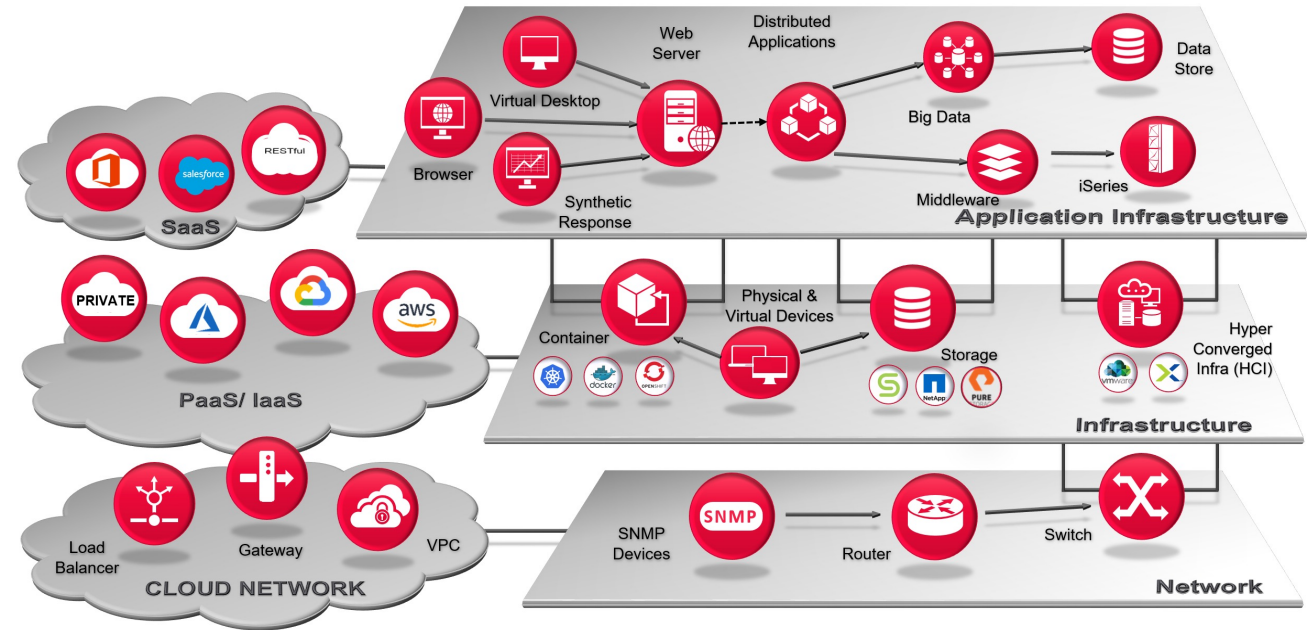 Distributed
Applications
Web
Server
Data
Store
Virtual Desktop
Big Data
RESTful
salesforce
SaaS
Browser
Synthetic
Response
Middleware
iSeries
Application Infrastructure
PRIVATE
aws
PaaS/ IaaS
Physical &
Virtual Devices
Container
docker
OPENSHIFT
Storage
NetApp
PURE
Hyper
Converged
Infra (HCI)
vmware
Infrastructure
Load
Balancer
Gateway
VPC
CLOUD NETWORK
SNMP
Devices
SNMP
Router
Switch
Network